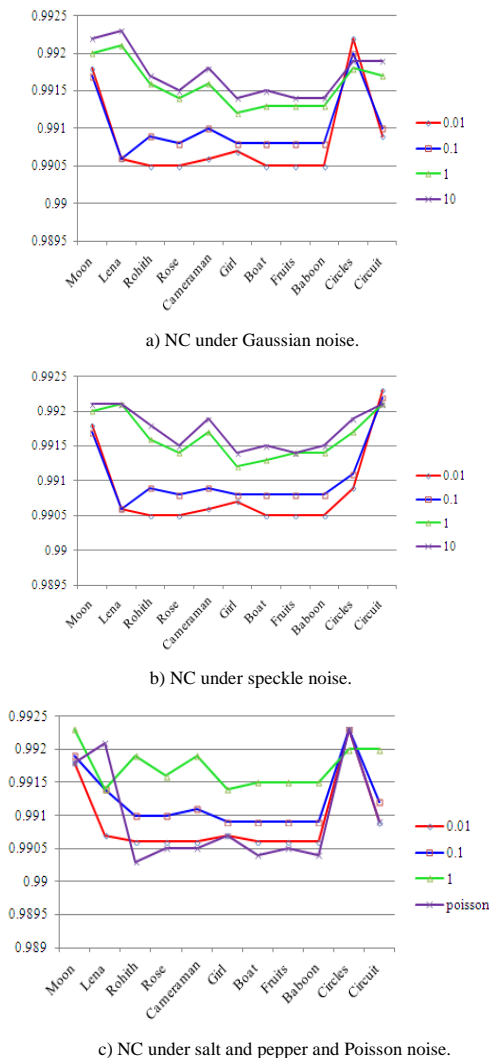 0.9925
0.992
0.9915
0.991
0.9905
0.99
0.9895
0.01
0.1
1
10
Moon
Lena
Rohith
Rose
Cameraman
Girl
Boat
Fruits
Baboon
Circles
Circuit
a) NC under Gaussian noise.
0.9925
0.992
0.9915
0.991
0.9905
0.99
0.9895
0.01
0.1
1
10
Moon
Lena
Rohith
Rose
Cameraman
Girl
Boat
Fruits
Baboon
Circles
Circuit
b) NC under speckle noise.
0.9925
0.992
0.9915
0.991
0.9905
0.99
0.9895
0.989
0.01
0.1
1
poisson
Moon
Lena
Rohith
Rose
Cameraman
Girl
Boat
Fruits
Baboon
Circles
Circuit
c) NC under salt and pepper and Poisson noise.